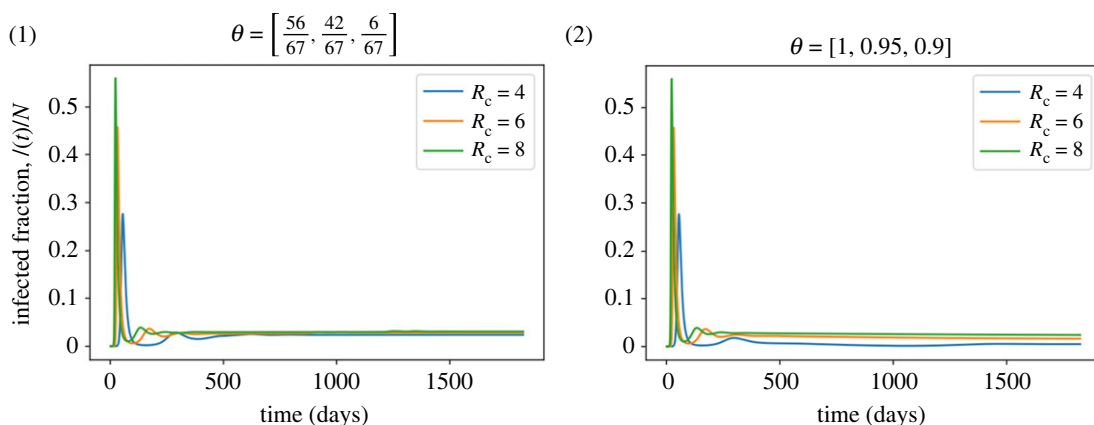 (1)
θ = [56/67, 42/67, 6/67]
infected fraction, I(t)/N
0.5
0.4
0.3
0.2
0.1
0
R_c = 4
R_c = 6
R_c = 8
0 500 1000 1500
time (days)
(2)
θ = [1, 0.95, 0.9]
0.5
0.4
0.3
0.2
0.1
0
R_c = 4
R_c = 6
R_c = 8
0 500 1000 1500
time (days)